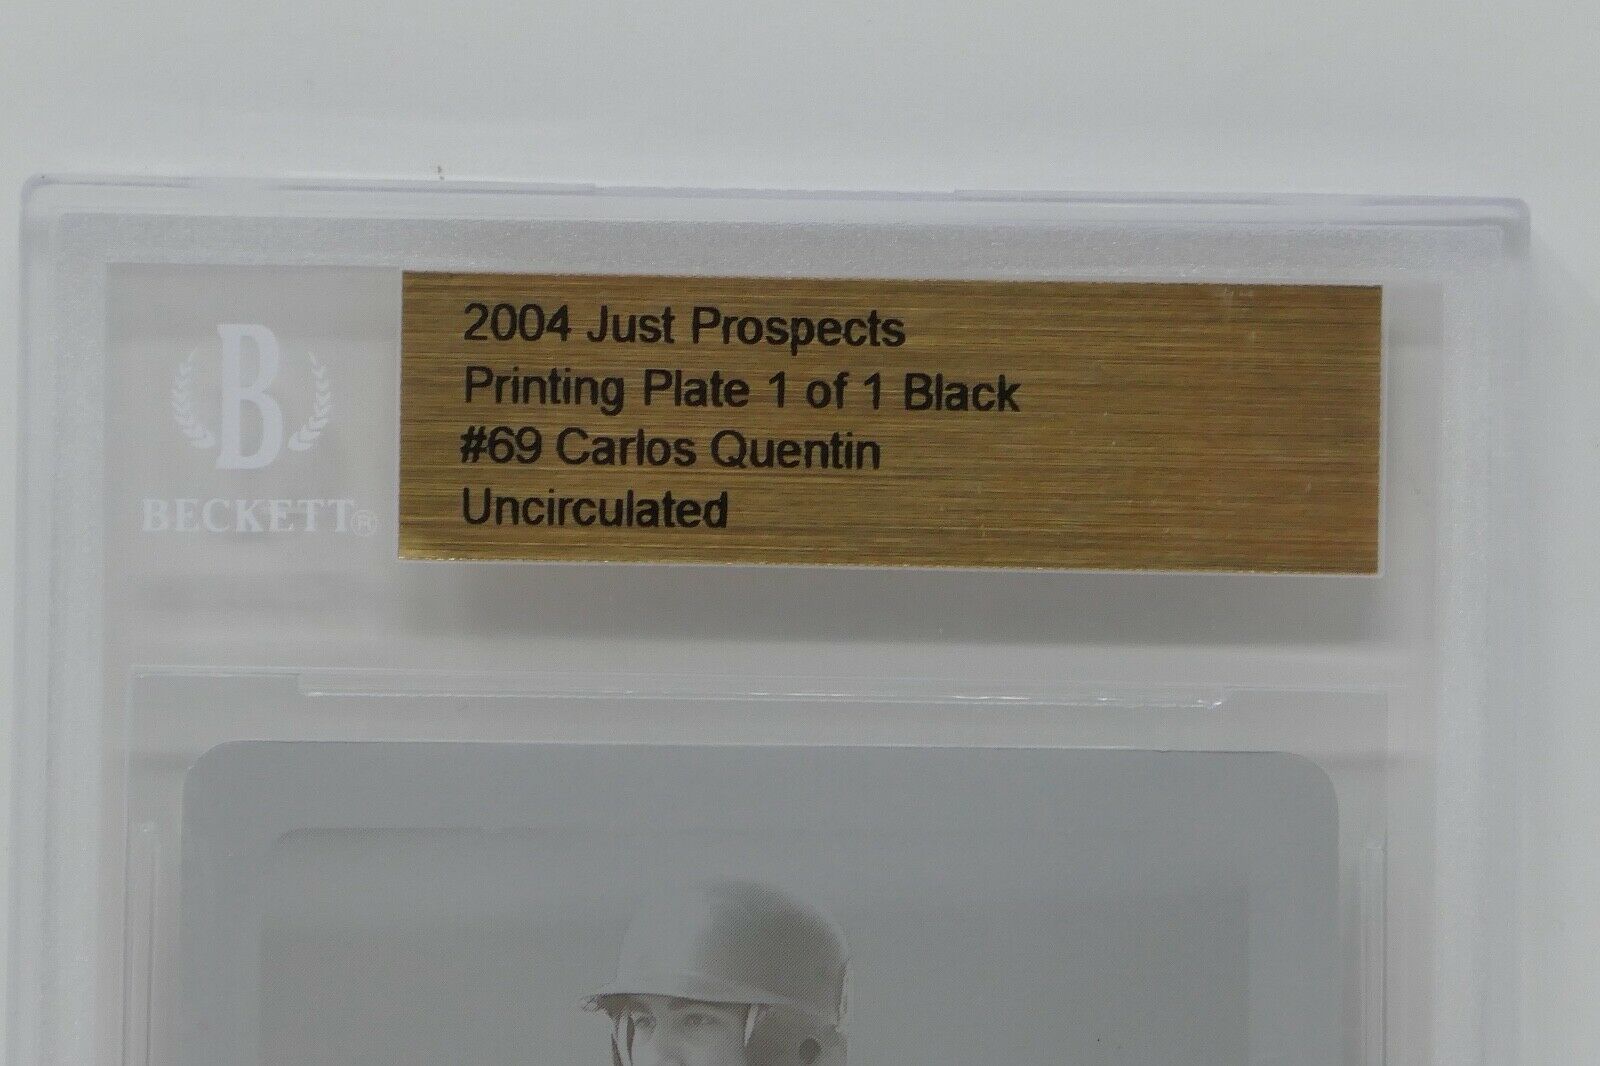 2004 Just Prospects
Printing Plate 1 of 1 Black
#69 Carlos Quentin
Uncirculated
B
BECKETT®